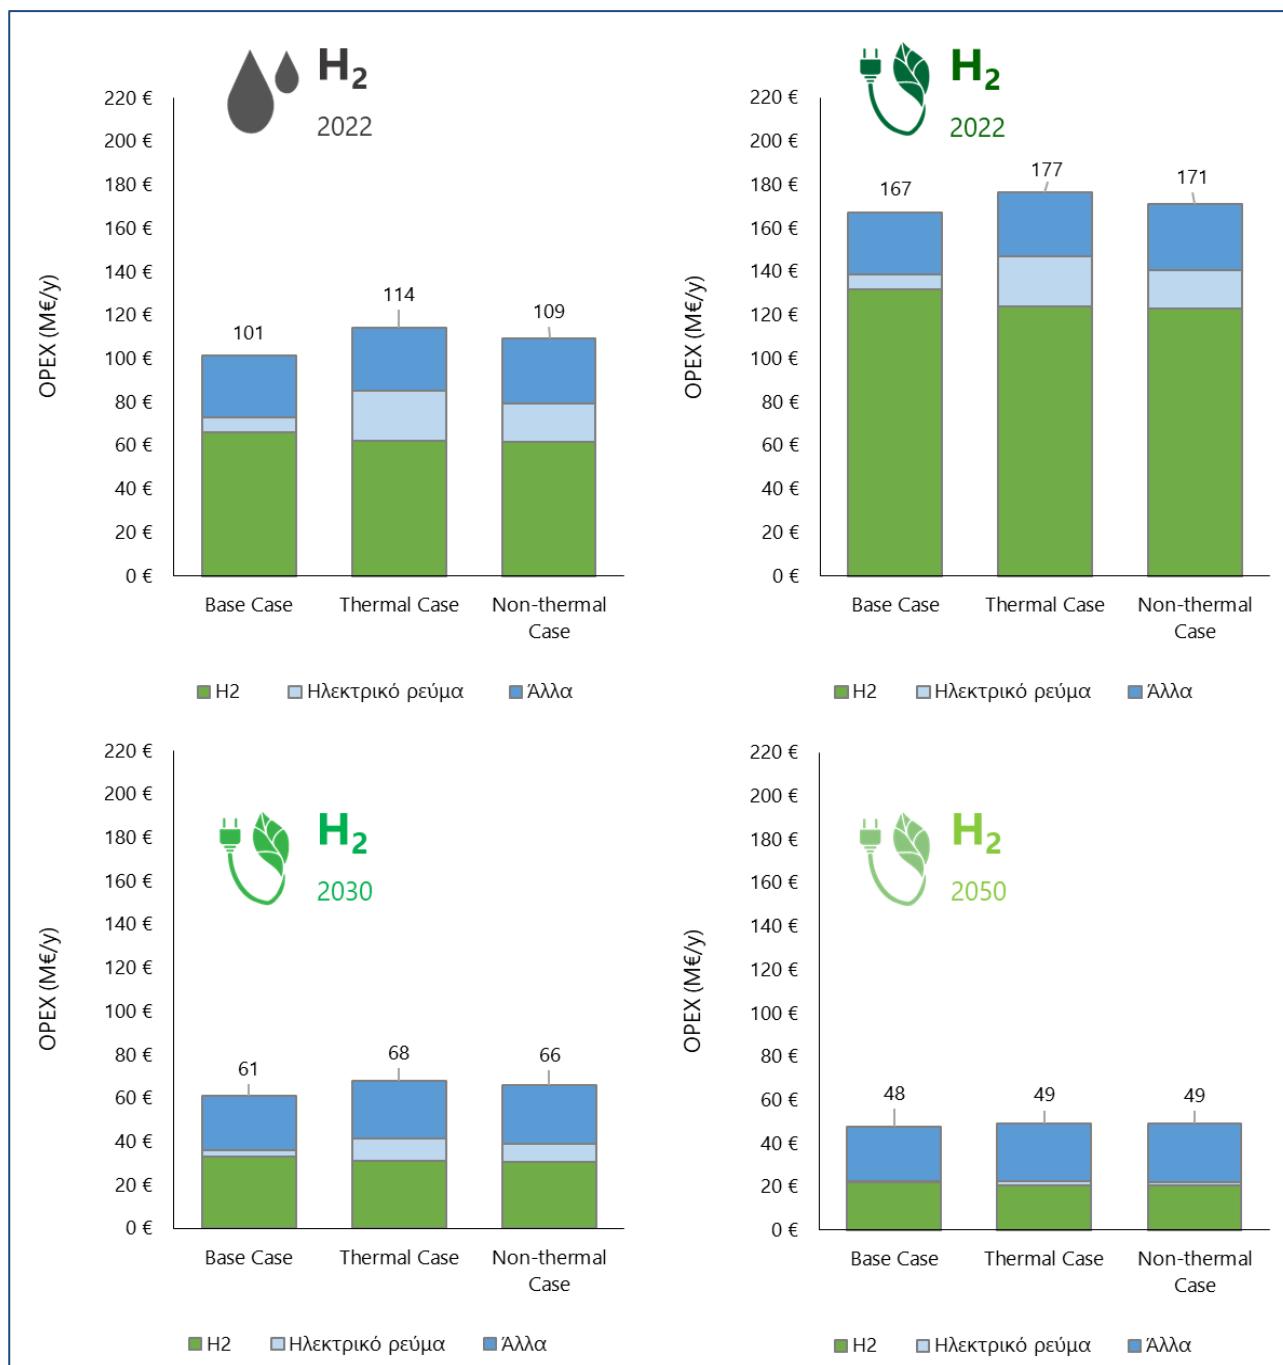 H₂
2022
220 €
200 €
180 €
160 €
140 €
120 €
100 €
80 €
60 €
40 €
20 €
0 €
OPEX (M€/y)
101
114
109
Base Case
Thermal Case
Non-thermal
Case
H2
Ηλεκτρικό ρεύμα
Άλλα
H₂
2022
220 €
200 €
180 €
160 €
140 €
120 €
100 €
80 €
60 €
40 €
20 €
0 €
OPEX (M€/y)
167
177
171
Base Case
Thermal Case
Non-thermal
Case
H2
Ηλεκτρικό ρεύμα
Άλλα
H₂
2030
220 €
200 €
180 €
160 €
140 €
120 €
100 €
80 €
60 €
40 €
20 €
0 €
OPEX (M€/y)
61
68
66
Base Case
Thermal Case
Non-thermal
Case
H2
Ηλεκτρικό ρεύμα
Άλλα
H₂
2050
220 €
200 €
180 €
160 €
140 €
120 €
100 €
80 €
60 €
40 €
20 €
0 €
OPEX (M€/y)
48
49
49
Base Case
Thermal Case
Non-thermal
Case
H2
Ηλεκτρικό ρεύμα
Άλλα